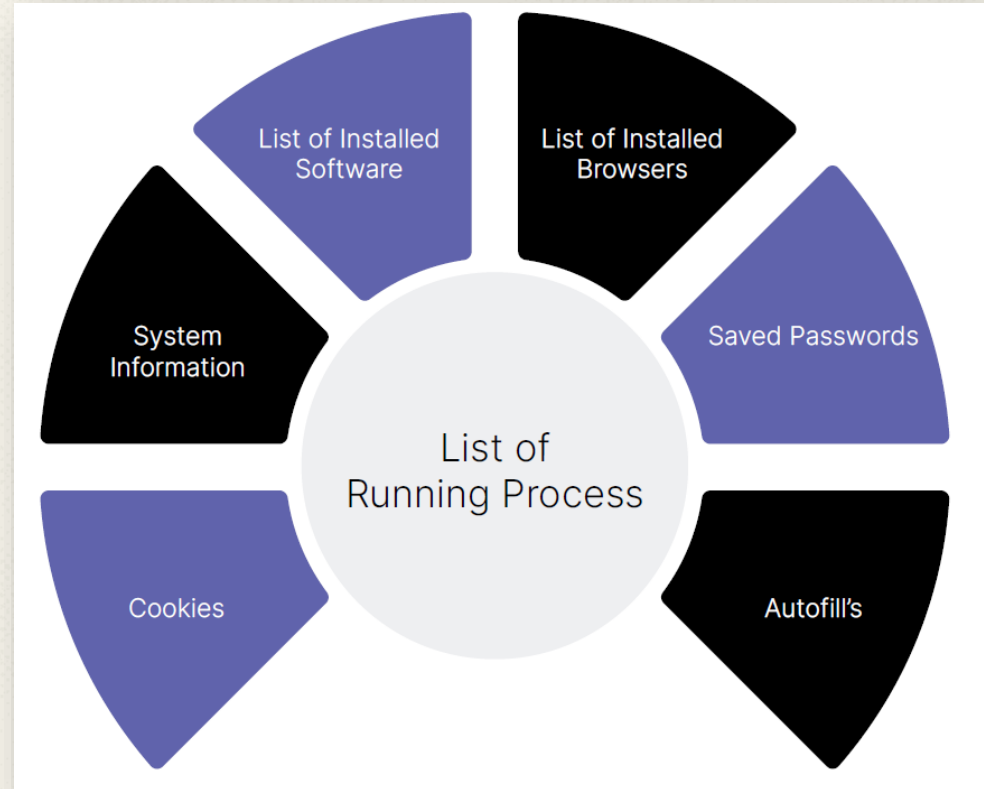 List of Installed
Software
List of Installed
Browsers
System
Information
Saved Passwords
List of
Running Process
Cookies
Autofill's